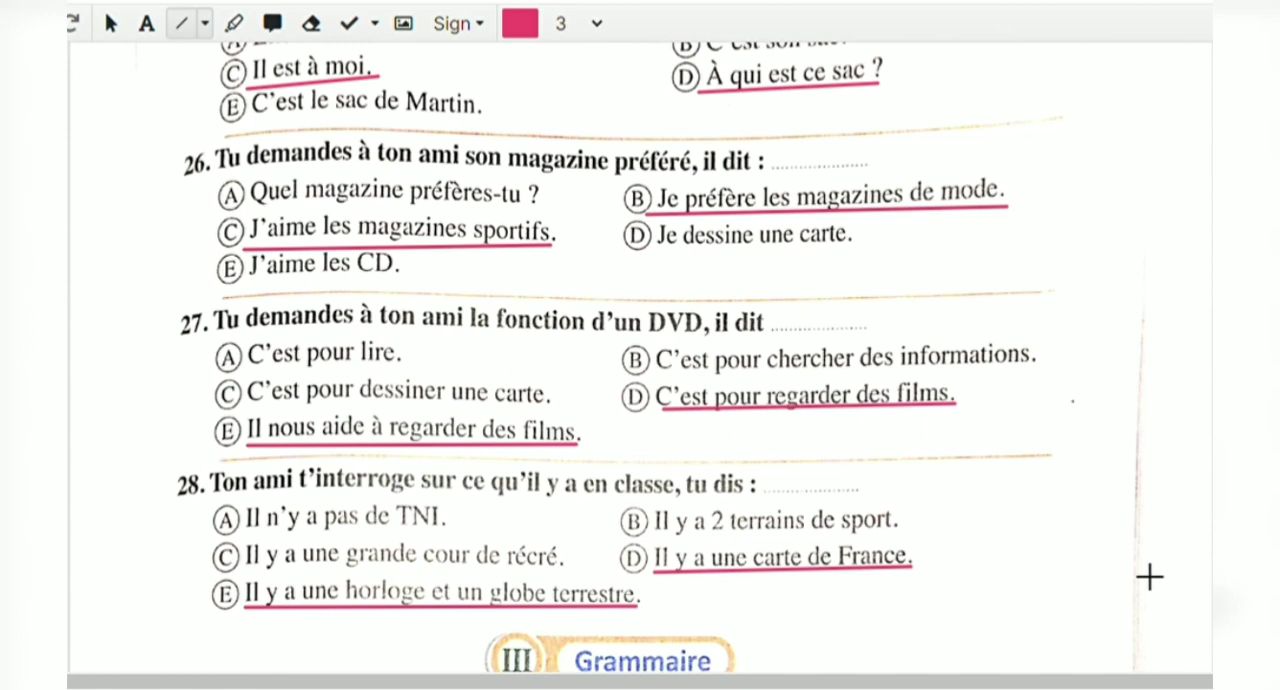 A Sign 3
C Il est à moi.
D À qui est ce sac ?
E C'est le sac de Martin.
26. Tu demandes à ton ami son magazine préféré, il dit : ....................
A Quel magazine préfères-tu ?
B Je préfère les magazines de mode.
C J'aime les magazines sportifs.
D Je dessine une carte.
E J'aime les CD.
27. Tu demandes à ton ami la fonction d'un DVD, il dit ....................
A C'est pour lire.
B C'est pour chercher des informations.
C C'est pour dessiner une carte.
D C'est pour regarder des films.
E Il nous aide à regarder des films.
28. Ton ami t'interroge sur ce qu'il y a en classe, tu dis : ....................
A Il n'y a pas de TNI.
B Il y a 2 terrains de sport.
C Il y a une grande cour de récré.
D Il y a une carte de France.
E Il y a une horloge et un globe terrestre.
III Grammaire